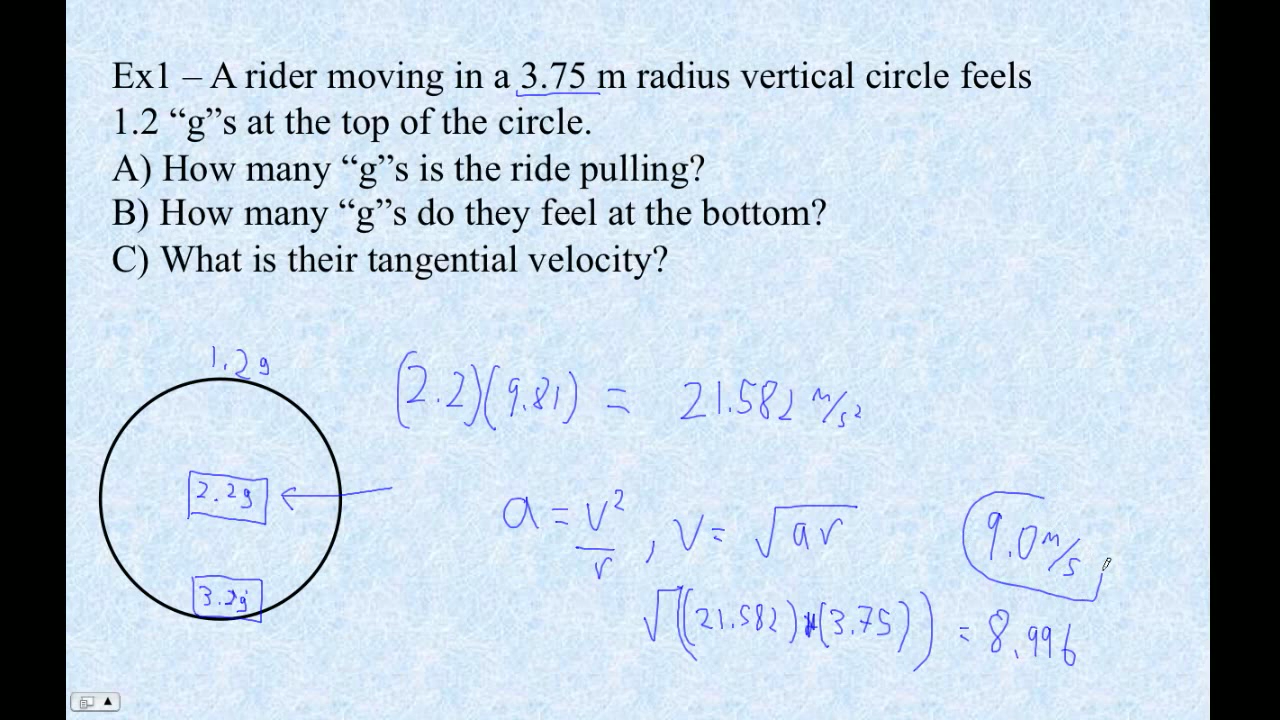 Ex1 – A rider moving in a 3.75 m radius vertical circle feels
1.2 “g”s at the top of the circle.
A) How many “g”s is the ride pulling?
B) How many “g”s do they feel at the bottom?
C) What is their tangential velocity?
1.2g
(2.2)(9.81) = 21.582 m/s²
2.2g
a = v²/r , v = √ar
9.0 m/s
3.2g
√((21.582)*(3.75)) = 8.996